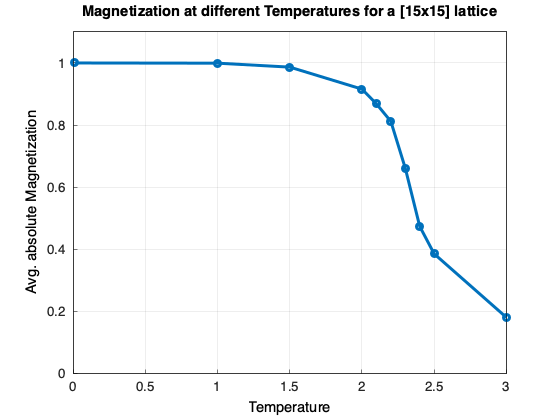 Magnetization at different Temperatures for a [15x15] lattice
1
0.8
0.6
0.4
0.2
0
Avg. absolute Magnetization
0 0.5 1 1.5 2 2.5 3
Temperature